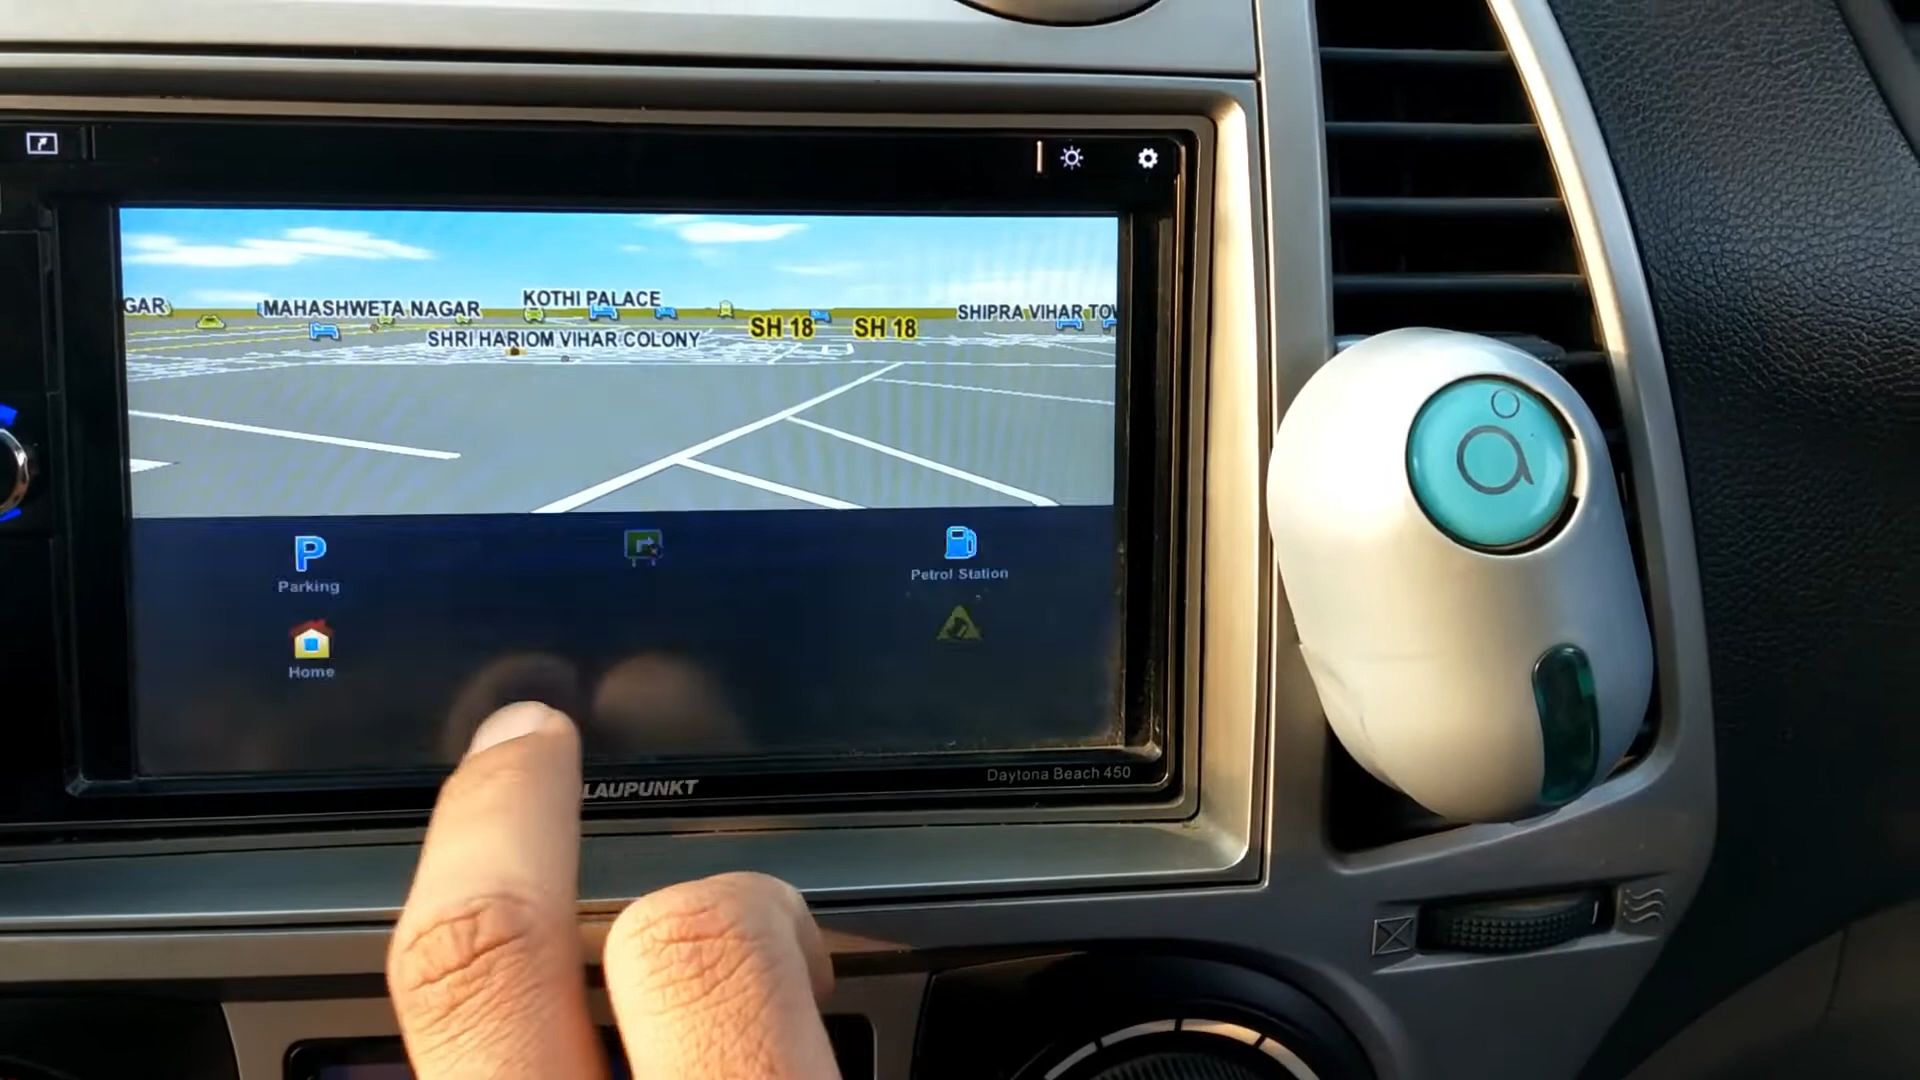 GAR
MAHASHWETA NAGAR
KOTHI PALACE
SHIPRA VIHAR TO
SHRI HARIOM VIHAR COLONY
SH 18
SH 18
P
Parking
Petrol Station
Home
LAUPUNKT
Daytona Beach 450
a